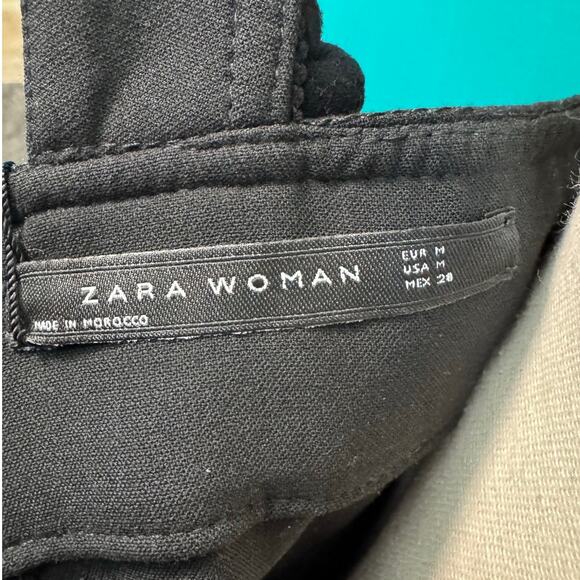 ZARA WOMAN
EUR M
USA M
MEX 28
MADE IN MOROCCO